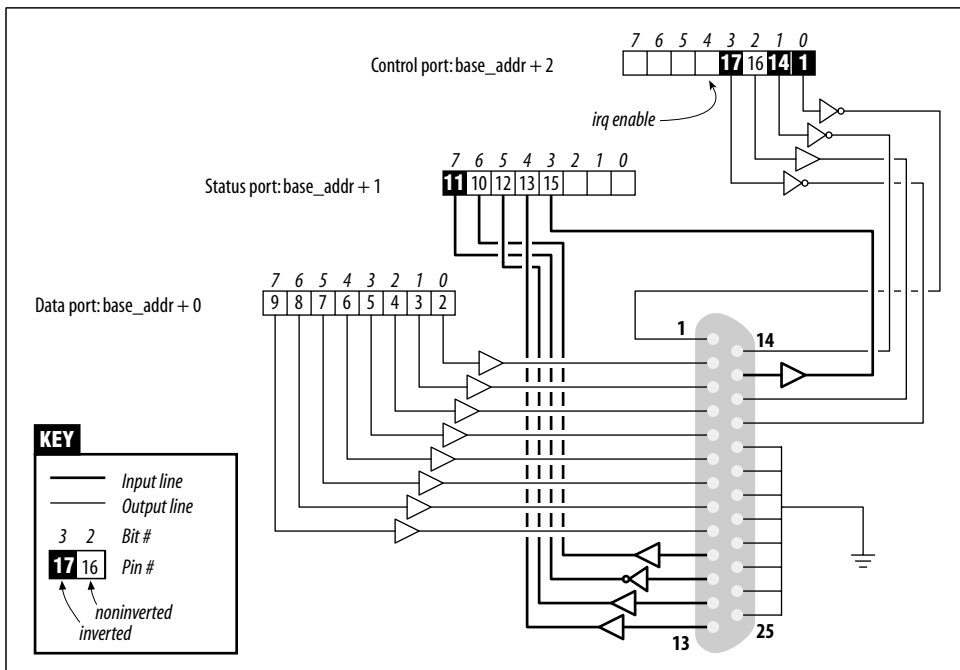 7 6 5 4 3 2 1 0
Control port: base_addr + 2
17 16 14 1
irq enable
7 6 5 4 3 2 1 0
Status port: base_addr + 1
11 10 12 13 15
7 6 5 4 3 2 1 0
Data port: base_addr + 0
9 8 7 6 5 4 3 2
1
14
KEY
Input line
Output line
3 2 Bit #
17 16 Pin #
noninverted
inverted
13
25